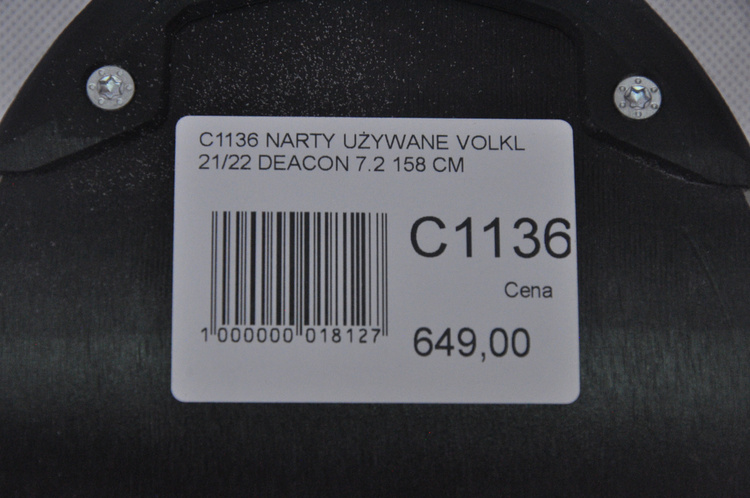 C1136 NARTY UŻYWANE VOLKL
21/22 DEACON 7.2 158 CM
C1136
Cena
1 000000 018127
649,00